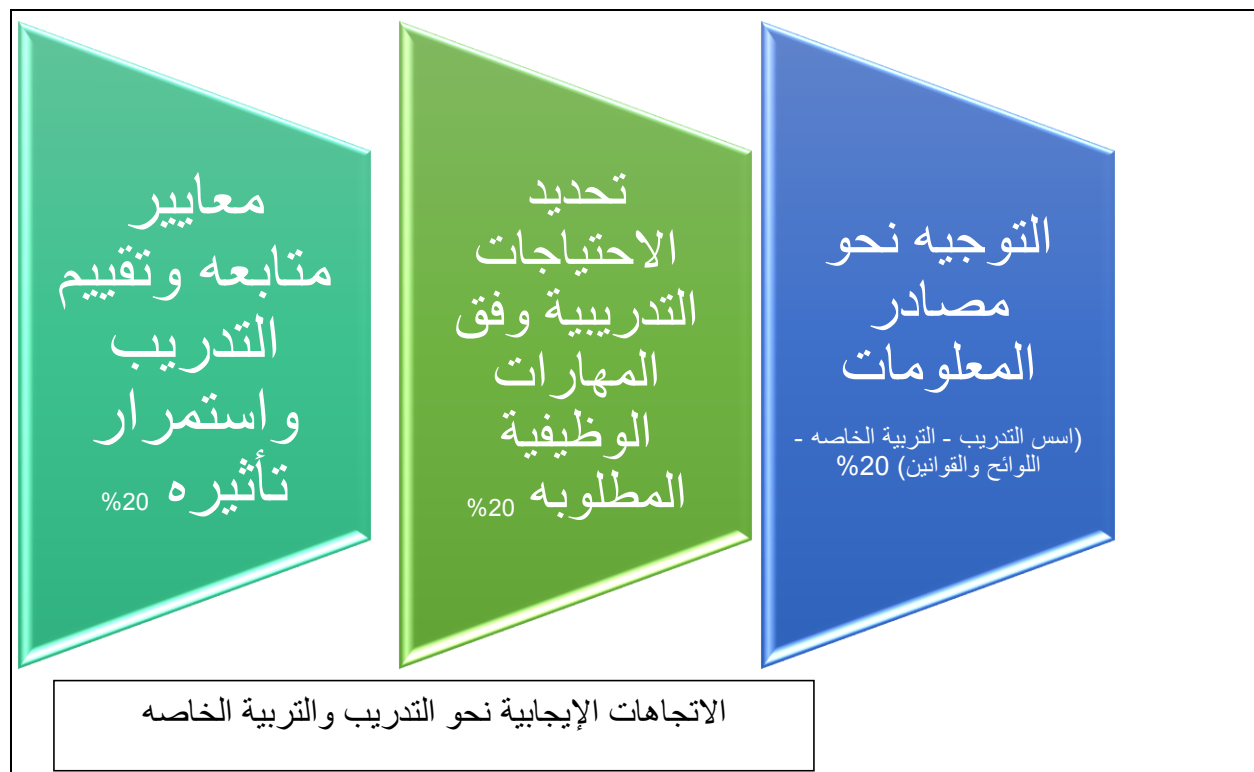 التوجيه نحو
مصادر
المعلومات
(اسس التدريب - التربية الخاصه -
اللوائح والقوانين) 20%
تحديد
الاحتياجات
التدريبية وفق
المهارات
الوظيفية
المطلوبه 20%
معايير
متابعه وتقييم
التدريب
واستمرار
تأثيره 20%
الاتجاهات الإيجابية نحو التدريب والتربية الخاصه